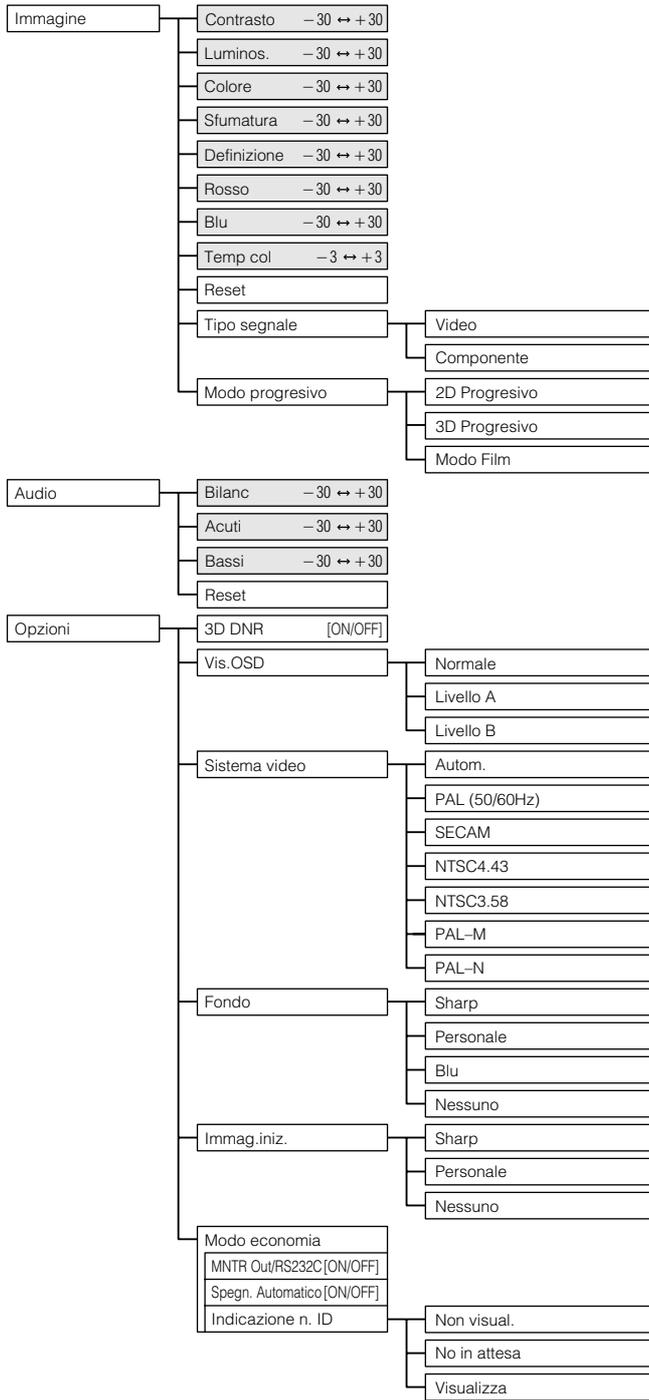 Immagine
Contrasto −30 ↔ +30
Luminos. −30 ↔ +30
Colore −30 ↔ +30
Sfumatura −30 ↔ +30
Definizione −30 ↔ +30
Rosso −30 ↔ +30
Blu −30 ↔ +30
Temp col −3 ↔ +3
Reset
Tipo segnale
Video
Componente
Modo progresivo
2D Progresivo
3D Progresivo
Modo Film
Audio
Bilanc −30 ↔ +30
Acuti −30 ↔ +30
Bassi −30 ↔ +30
Reset
Opzioni
3D DNR [ON/OFF]
Vis.OSD
Normale
Livello A
Livello B
Sistema video
Autom.
PAL (50/60Hz)
SECAM
NTSC4.43
NTSC3.58
PAL–M
PAL–N
Fondo
Sharp
Personale
Blu
Nessuno
Immag.iniz.
Sharp
Personale
Nessuno
Modo economia
MNTR Out/RS232C [ON/OFF]
Spegn. Automatico [ON/OFF]
Indicazione n. ID
Non visual.
No in attesa
Visualizza